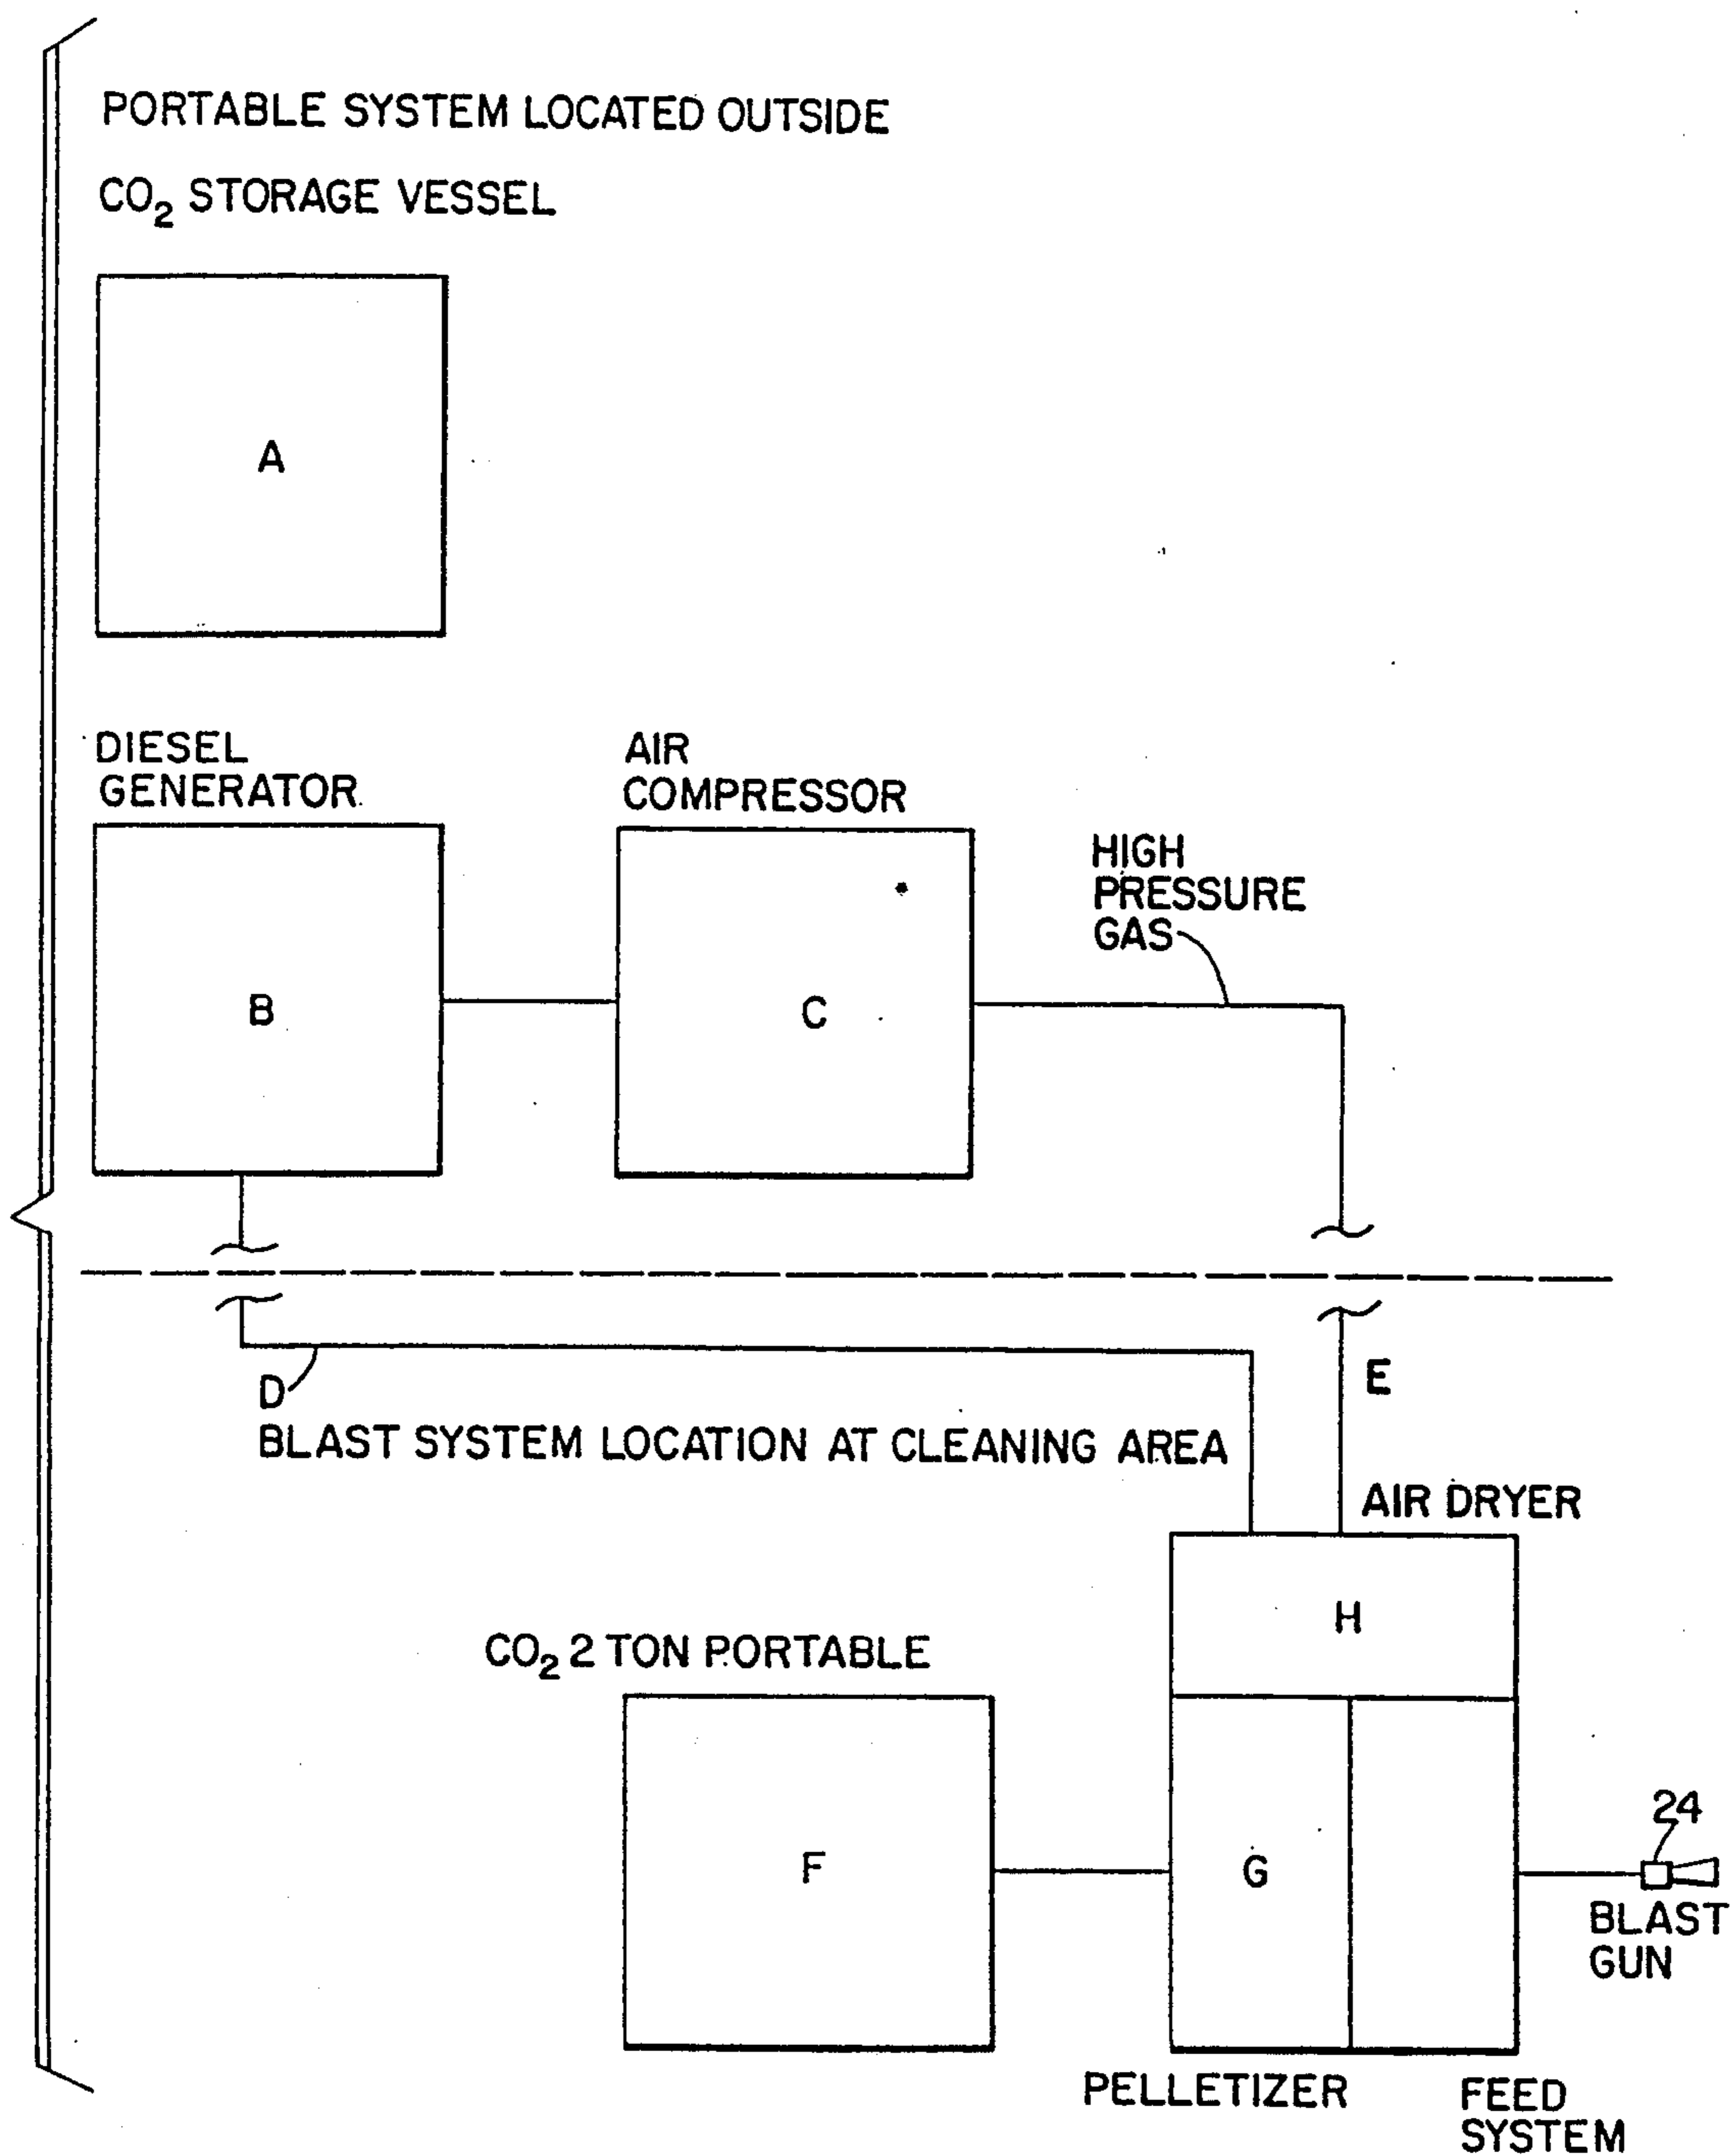 PORTABLE SYSTEM LOCATED OUTSIDE
CO₂ STORAGE VESSEL
A
DIESEL
GENERATOR
AIR
COMPRESSOR
HIGH
PRESSURE
GAS
B
C
D
E
BLAST SYSTEM LOCATION AT CLEANING AREA
AIR DRYER
H
CO₂ 2 TON PORTABLE
24
F
G
BLAST
GUN
PELLETIZER
FEED
SYSTEM